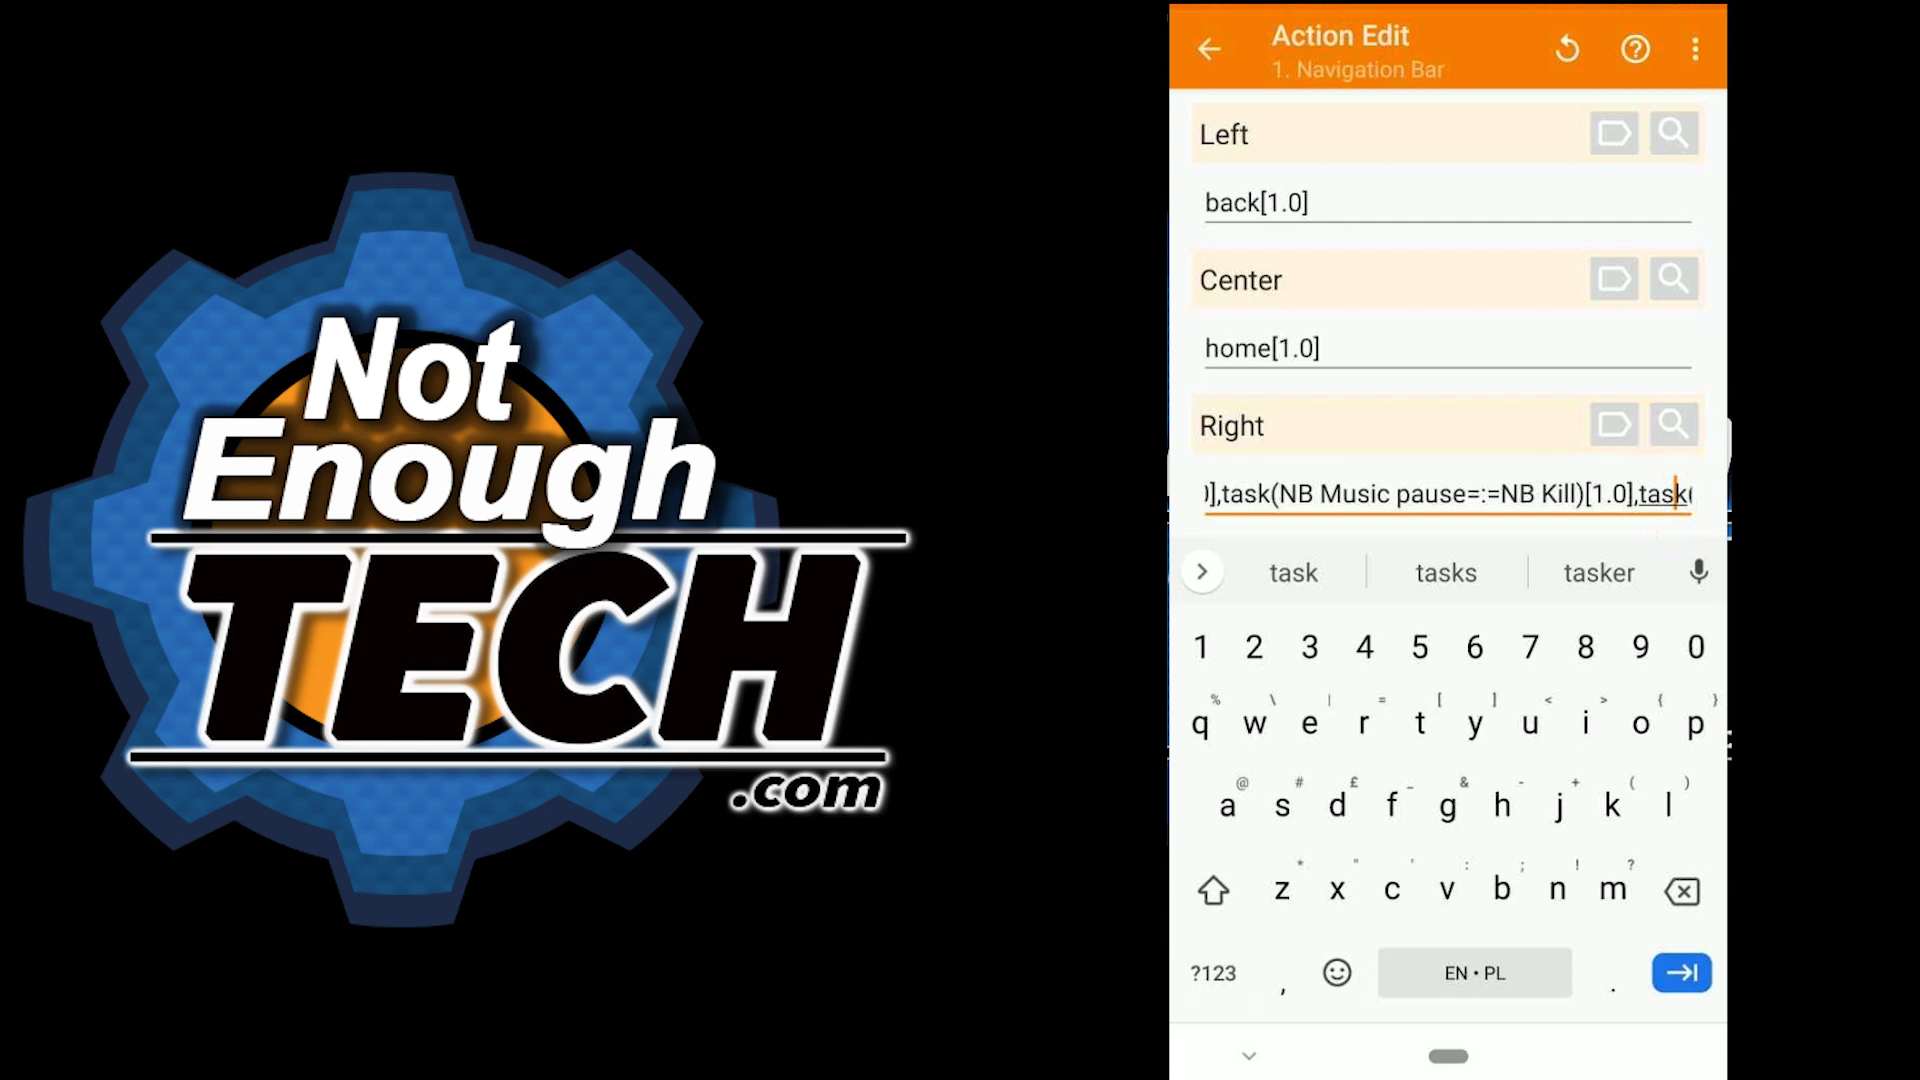 Not
Enough
TECH
.com
Action Edit
1. Navigation Bar
Left
back[1.0]
Center
home[1.0]
Right
)],task(NB Music pause=:=NB Kill)[1.0],task(
task tasks tasker
1 2 3 4 5 6 7 8 9 0
% \ | = [ ] < > { }
q w e r t y u i o p
@ # £ _ & - + ( )
a s d f g h j k l
* " ' : ; ! ?
z x c v b n m
?123 , EN • PL .